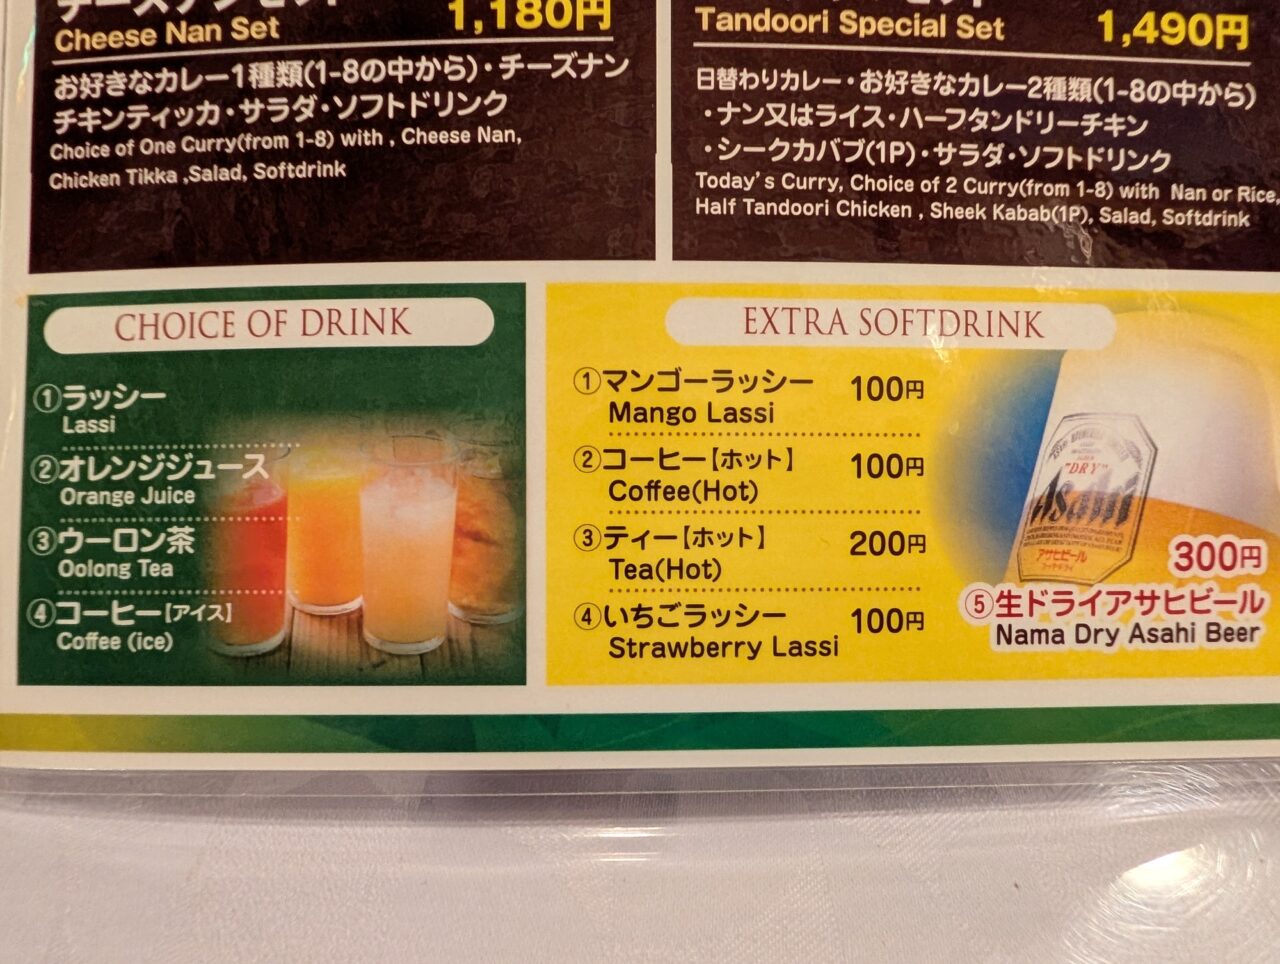 Cheese Nan Set
1,180円
お好きなカレー1種類(1-8の中から)・チーズナン
チキンティッカ・サラダ・ソフトドリンク
Choice of One Curry(from 1-8) with , Cheese Nan,
Chicken Tikka ,Salad, Softdrink
Tandoori Special Set
1,490円
日替わりカレー・お好きなカレー2種類(1-8の中から)
・ナン又はライス・ハーフタンドリーチキン
・シークカバブ(1P)・サラダ・ソフトドリンク
Today's Curry, Choice of 2 Curry(from 1-8) with Nan or Rice,
Half Tandoori Chicken , Sheek Kabab(1P), Salad, Softdrink
CHOICE OF DRINK
①ラッシー
Lassi
②オレンジジュース
Orange Juice
③ウーロン茶
Oolong Tea
④コーヒー【アイス】
Coffee (ice)
EXTRA SOFTDRINK
①マンゴーラッシー 100円
Mango Lassi
②コーヒー【ホット】 100円
Coffee(Hot)
③ティー【ホット】 200円
Tea(Hot)
④いちごラッシー 100円
Strawberry Lassi
"DRY"
Asahi
アサヒビール
300円
⑤生ドライアサヒビール
Nama Dry Asahi Beer